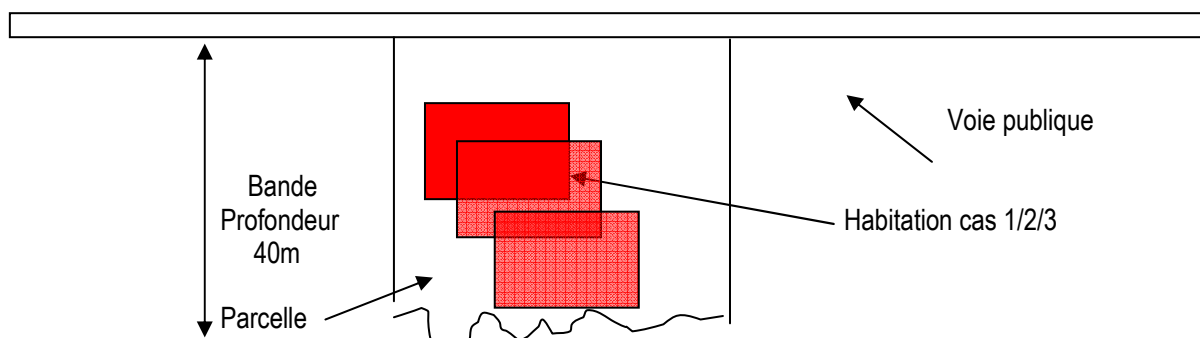 Voie publique
Bande
Profondeur
40m
Habitation cas 1/2/3
Parcelle